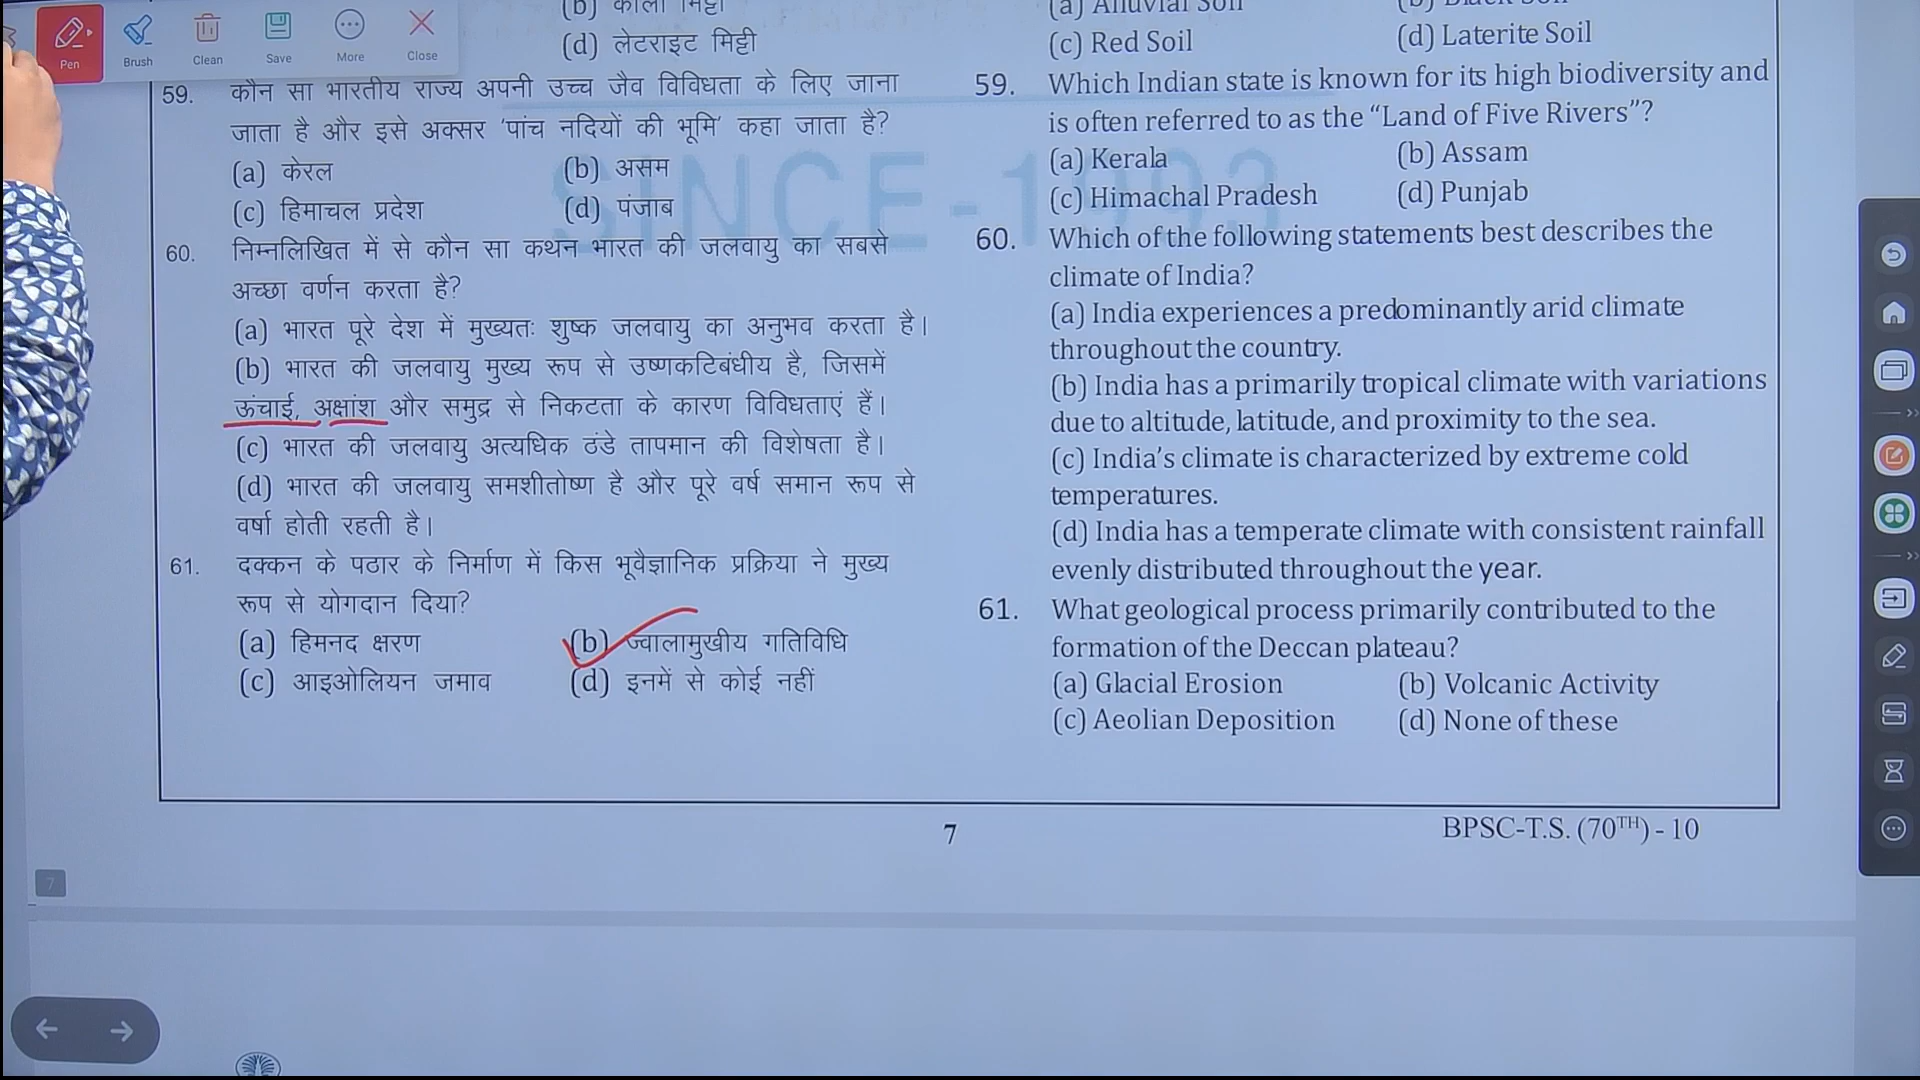 Pen
Brush
Clean
Save
More
Close
(d) लेटराइट मिट्टी
59. कौन सा भारतीय राज्य अपनी उच्च जैव विविधता के लिए जाना
जाता है और इसे अक्सर 'पांच नदियों की भूमि' कहा जाता है?
(a) केरल (b) असम
(c) हिमाचल प्रदेश (d) पंजाब
60. निम्नलिखित में से कौन सा कथन भारत की जलवायु का सबसे
अच्छा वर्णन करता है?
(a) भारत पूरे देश में मुख्यतः शुष्क जलवायु का अनुभव करता है।
(b) भारत की जलवायु मुख्य रूप से उष्णकटिबंधीय है, जिसमें
ऊंचाई, अक्षांश और समुद्र से निकटता के कारण विविधताएं हैं।
(c) भारत की जलवायु अत्यधिक ठंडे तापमान की विशेषता है।
(d) भारत की जलवायु समशीतोष्ण है और पूरे वर्ष समान रूप से
वर्षा होती रहती है।
61. दक्कन के पठार के निर्माण में किस भूवैज्ञानिक प्रक्रिया ने मुख्य
रूप से योगदान दिया?
(a) हिमनद क्षरण (b) ज्वालामुखीय गतिविधि
(c) आइओलियन जमाव (d) इनमें से कोई नहीं
(a) Alluvial Soil (b) Black Soil
(c) Red Soil (d) Laterite Soil
59. Which Indian state is known for its high biodiversity and
is often referred to as the “Land of Five Rivers”?
(a) Kerala (b) Assam
(c) Himachal Pradesh (d) Punjab
60. Which of the following statements best describes the
climate of India?
(a) India experiences a predominantly arid climate
throughout the country.
(b) India has a primarily tropical climate with variations
due to altitude, latitude, and proximity to the sea.
(c) India’s climate is characterized by extreme cold
temperatures.
(d) India has a temperate climate with consistent rainfall
evenly distributed throughout the year.
61. What geological process primarily contributed to the
formation of the Deccan plateau?
(a) Glacial Erosion (b) Volcanic Activity
(c) Aeolian Deposition (d) None of these
SINCE-1993
7
BPSC-T.S. (70TH) - 10
7